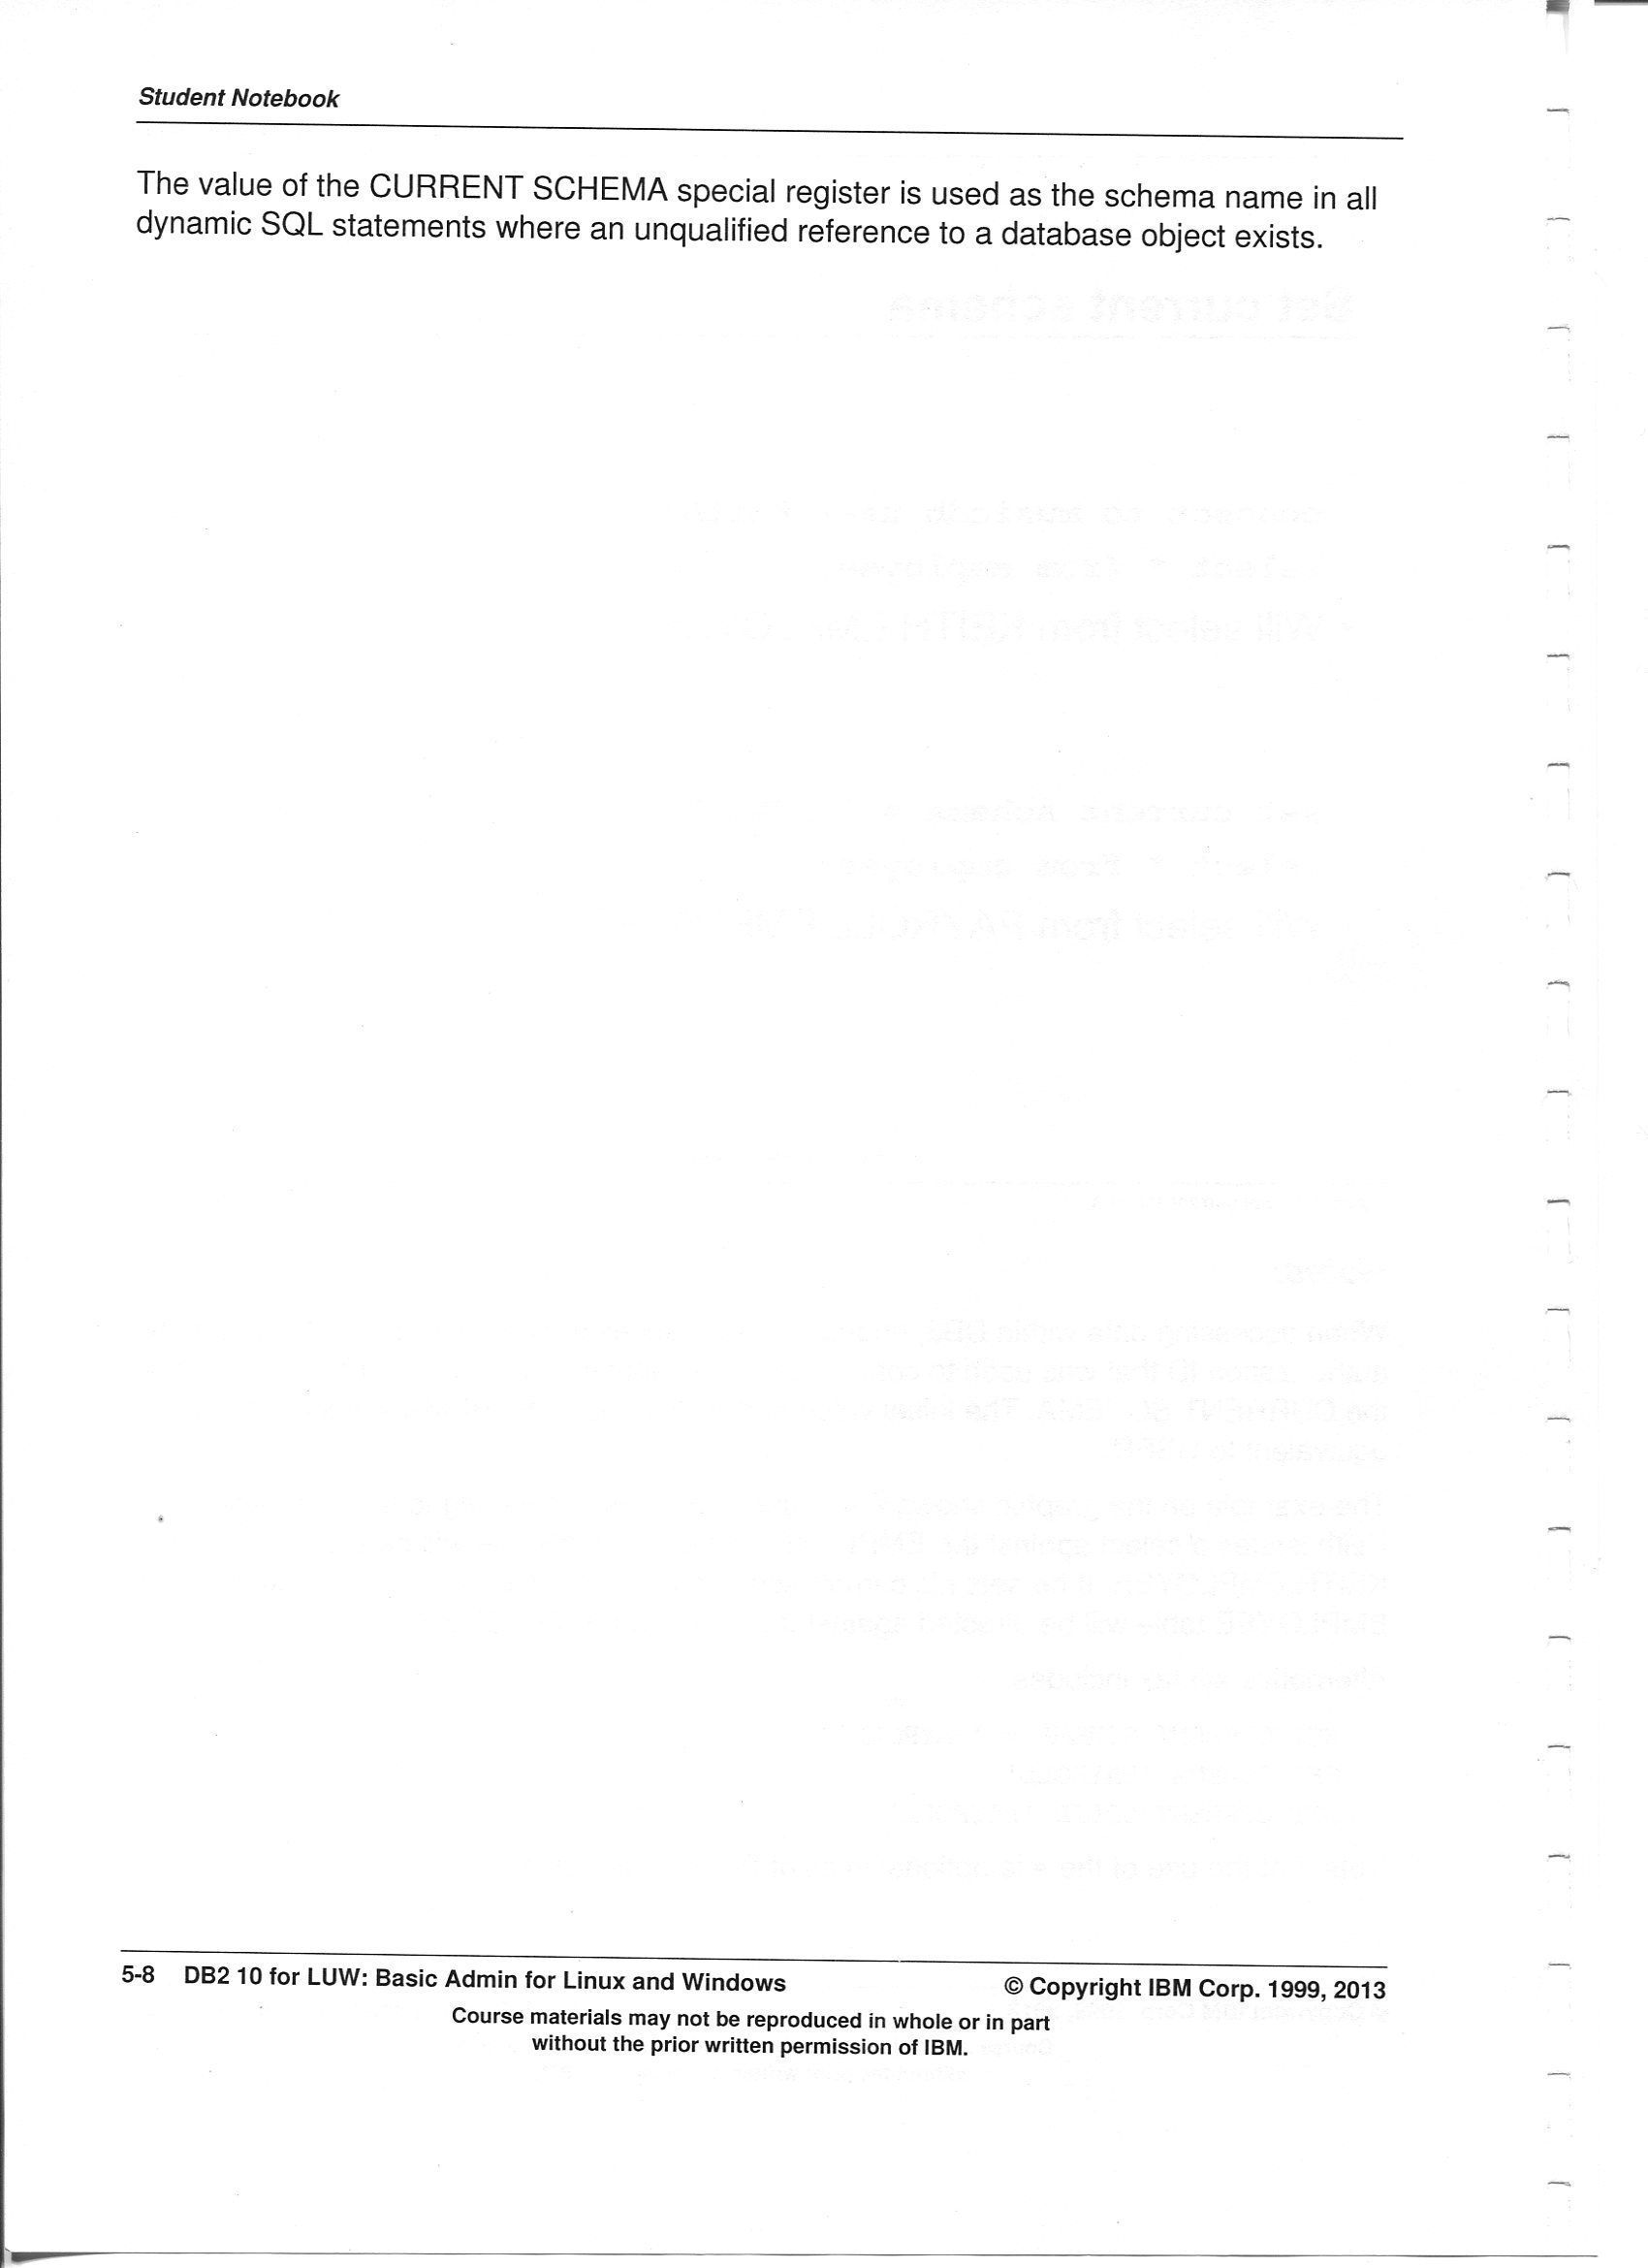 Student Notebook
The value of the CURRENT SCHEMA special register is used as the schema name in all
dynamic SQL statements where an unqualified reference to a database object exists.
5-8 DB2 10 for LUW: Basic Admin for Linux and Windows © Copyright IBM Corp. 1999, 2013
Course materials may not be reproduced in whole or in part
without the prior written permission of IBM.